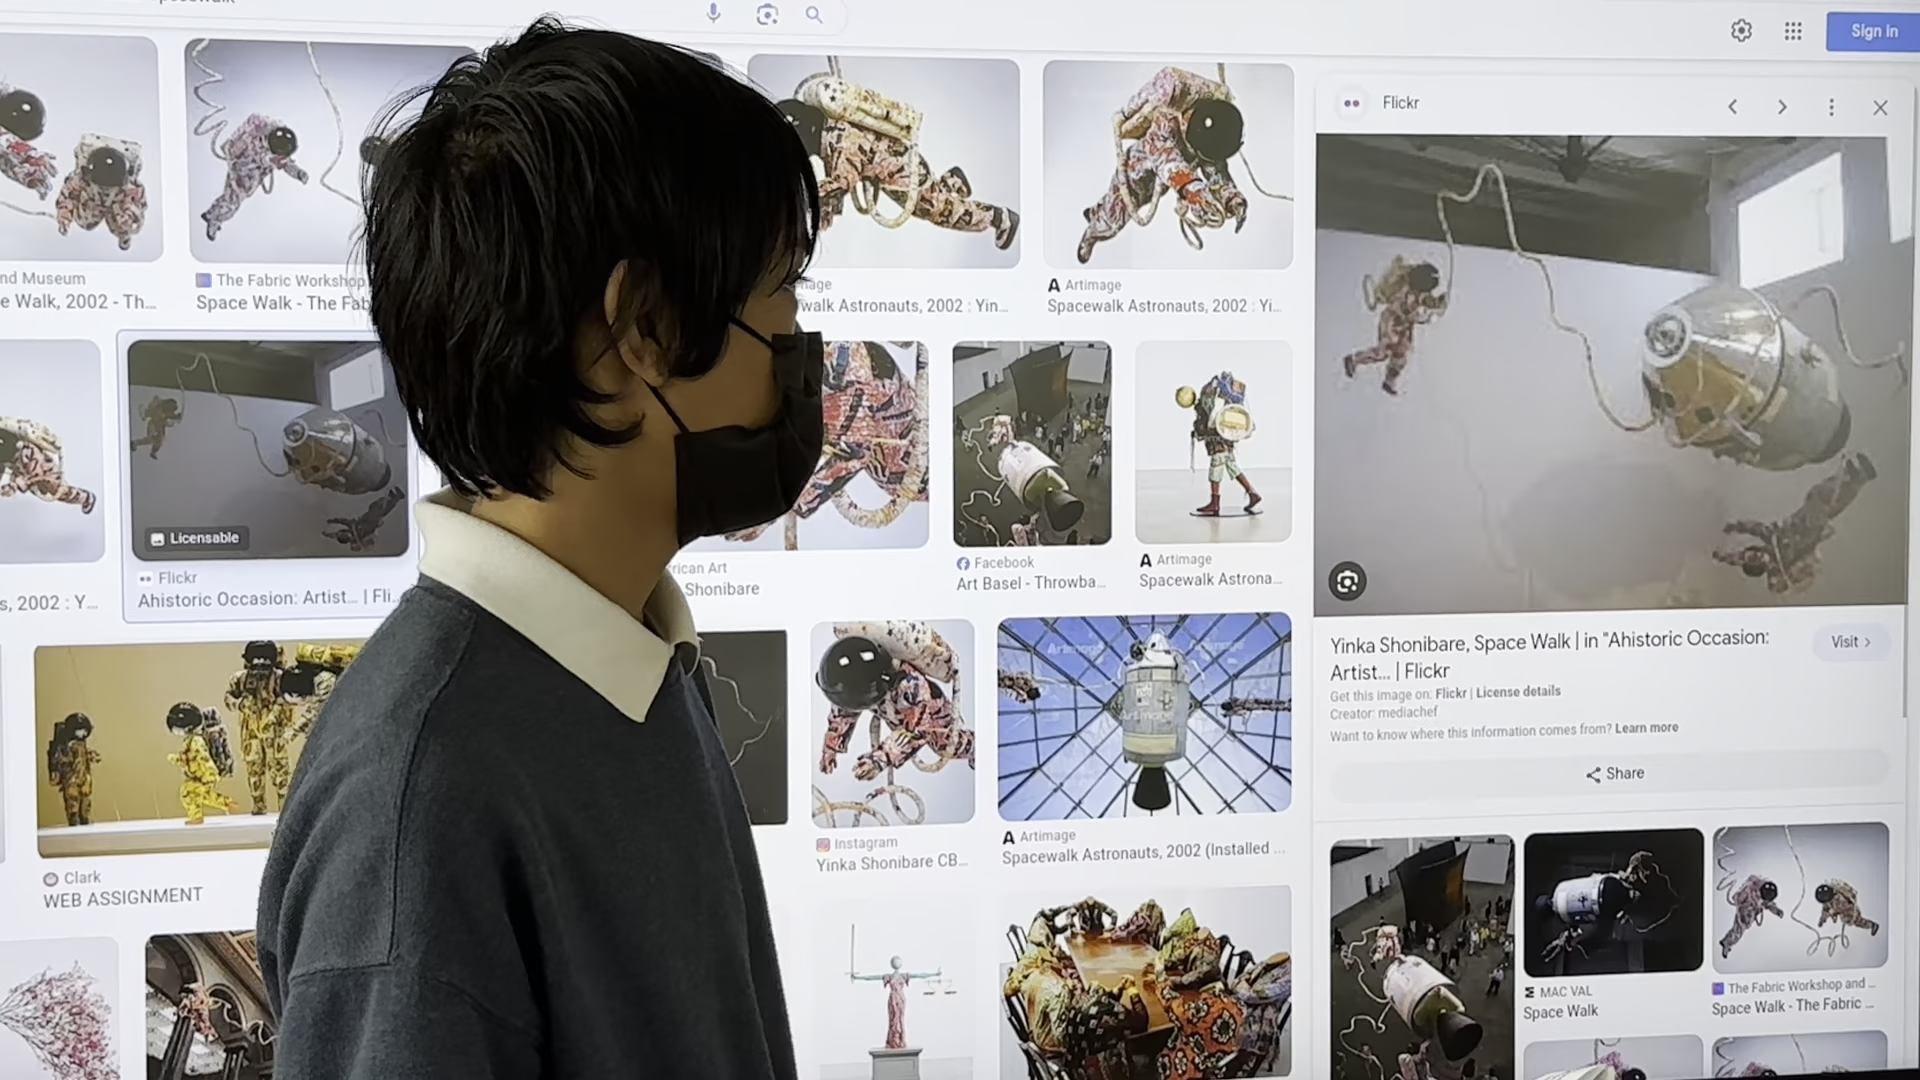 Sign in
Flickr
nd Museum
e Walk, 2002 - Th...
The Fabric Workshop
Space Walk - The Fab
walk Astronauts, 2002 : Yin...
Artimage
Spacewalk Astronauts, 2002 : Yi...
Licensable
Flickr
Ahistoric Occasion: Artist... | Fli...
s, 2002 : Y...
rican Art
Shonibare
Facebook
Art Basel - Throwba...
Artimage
Spacewalk Astrona...
Yinka Shonibare, Space Walk | in "Ahistoric Occasion:
Artist... | Flickr
Visit >
Get this image on: Flickr | License details
Creator: mediachef
Want to know where this information comes from? Learn more
Share
Clark
WEB ASSIGNMENT
Instagram
Yinka Shonibare CB...
Artimage
Spacewalk Astronauts, 2002 (Installed ...
MAC VAL
Space Walk
The Fabric Workshop and ...
Space Walk - The Fabric ...